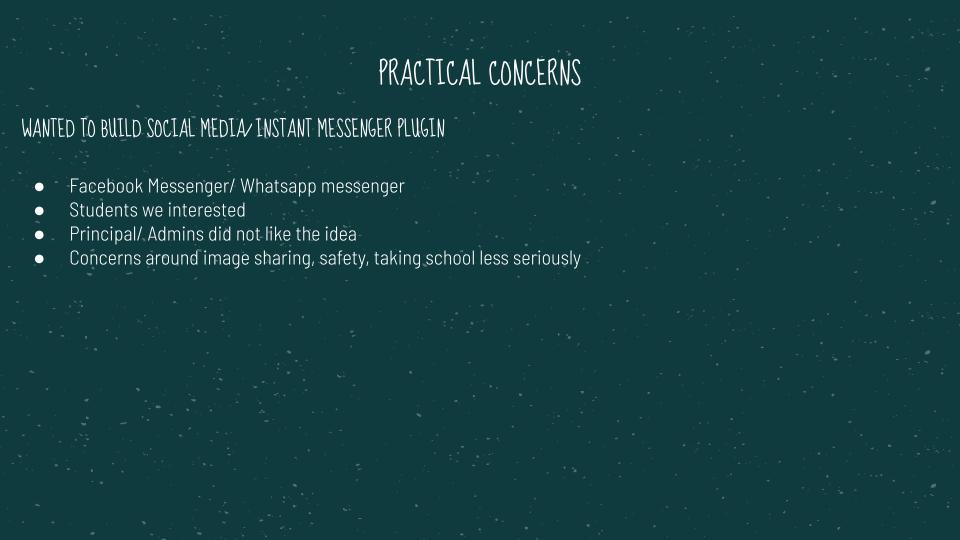 PRACTICAL CONCERNS
WANTED TO BUILD SOCIAL MEDIA/ INSTANT MESSENGER PLUGIN
● Facebook Messenger/ Whatsapp messenger
● Students we interested
● Principal/ Admins did not like the idea
● Concerns around image sharing, safety, taking school less seriously